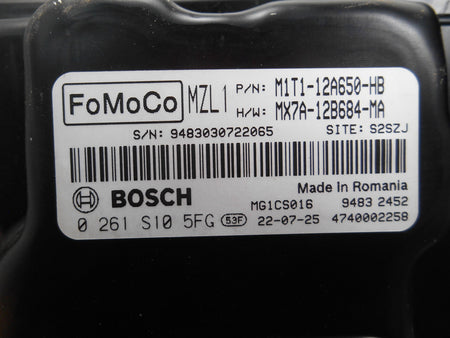 FoMoCo MZL1 P/N: M1T1-12A650-HB
H/W: MX7A-12B684-MA
S/N: 9483030722065 SITE: S2SZJ
BOSCH Made in Romania
MG1CS016 9483 2452
0 261 S10 5FG 53F 22-07-25 4740002258